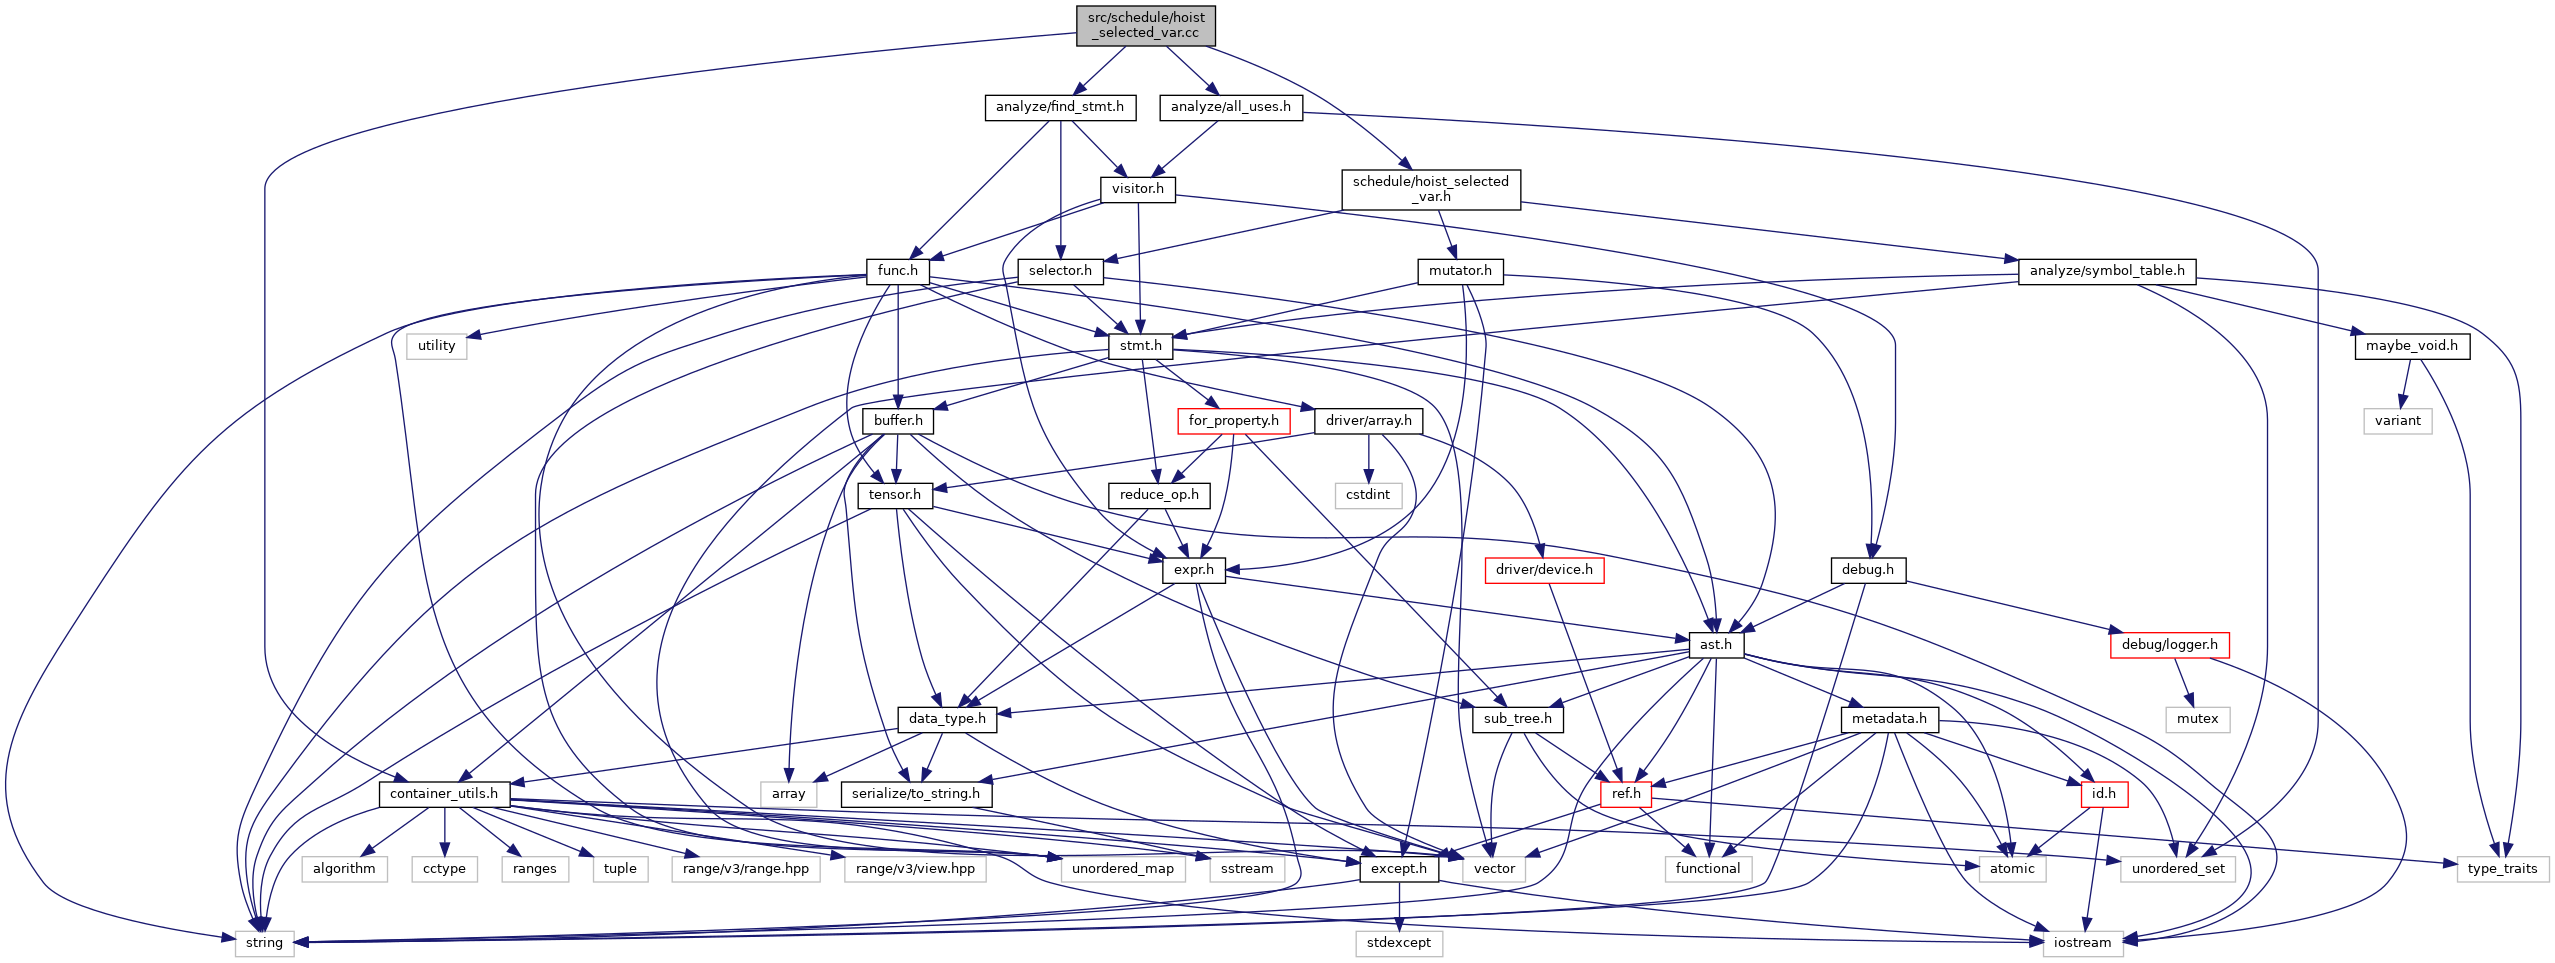 src/schedule/hoist
_selected_var.cc
analyze/find_stmt.h
analyze/all_uses.h
visitor.h
schedule/hoist_selected
_var.h
func.h
selector.h
mutator.h
analyze/symbol_table.h
utility
stmt.h
maybe_void.h
buffer.h
for_property.h
driver/array.h
variant
tensor.h
reduce_op.h
cstdint
expr.h
driver/device.h
debug.h
ast.h
debug/logger.h
data_type.h
sub_tree.h
metadata.h
mutex
container_utils.h
array
serialize/to_string.h
ref.h
id.h
algorithm
cctype
ranges
tuple
range/v3/range.hpp
range/v3/view.hpp
unordered_map
sstream
except.h
vector
functional
atomic
unordered_set
type_traits
string
stdexcept
iostream